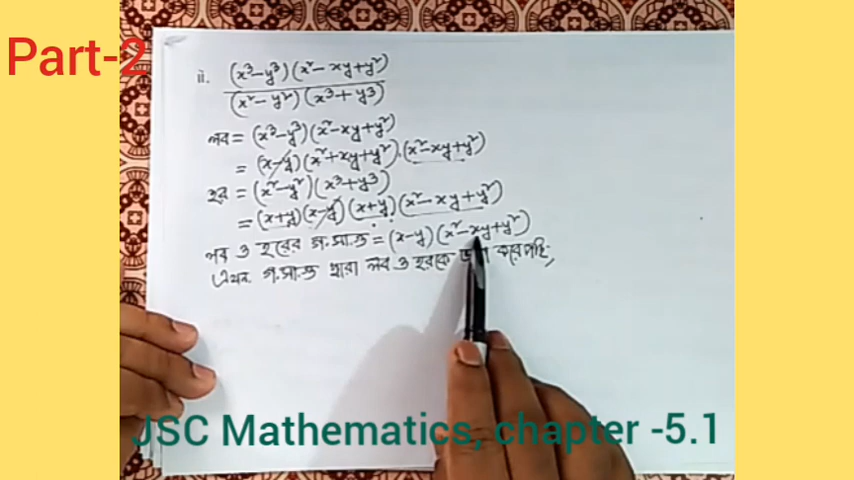 Part-2
ii. (x³-y³)(x²-xy+y²)
(x²-y²)(x³+y³)
লব = (x³-y³)(x²-xy+y²)
= (x-y)(x²+xy+y²).(x²-xy+y²)
হর = (x²-y²)(x³+y³)
= (x+y)(x-y)(x+y)(x²-xy+y²)
লব ও হরের গ.সা.গু = (x-y)(x²-xy+y²)
এখন, গ.সা.গু দ্বারা লব ও হরকে করে পাই,
JSC Mathematics, chapter -5.1